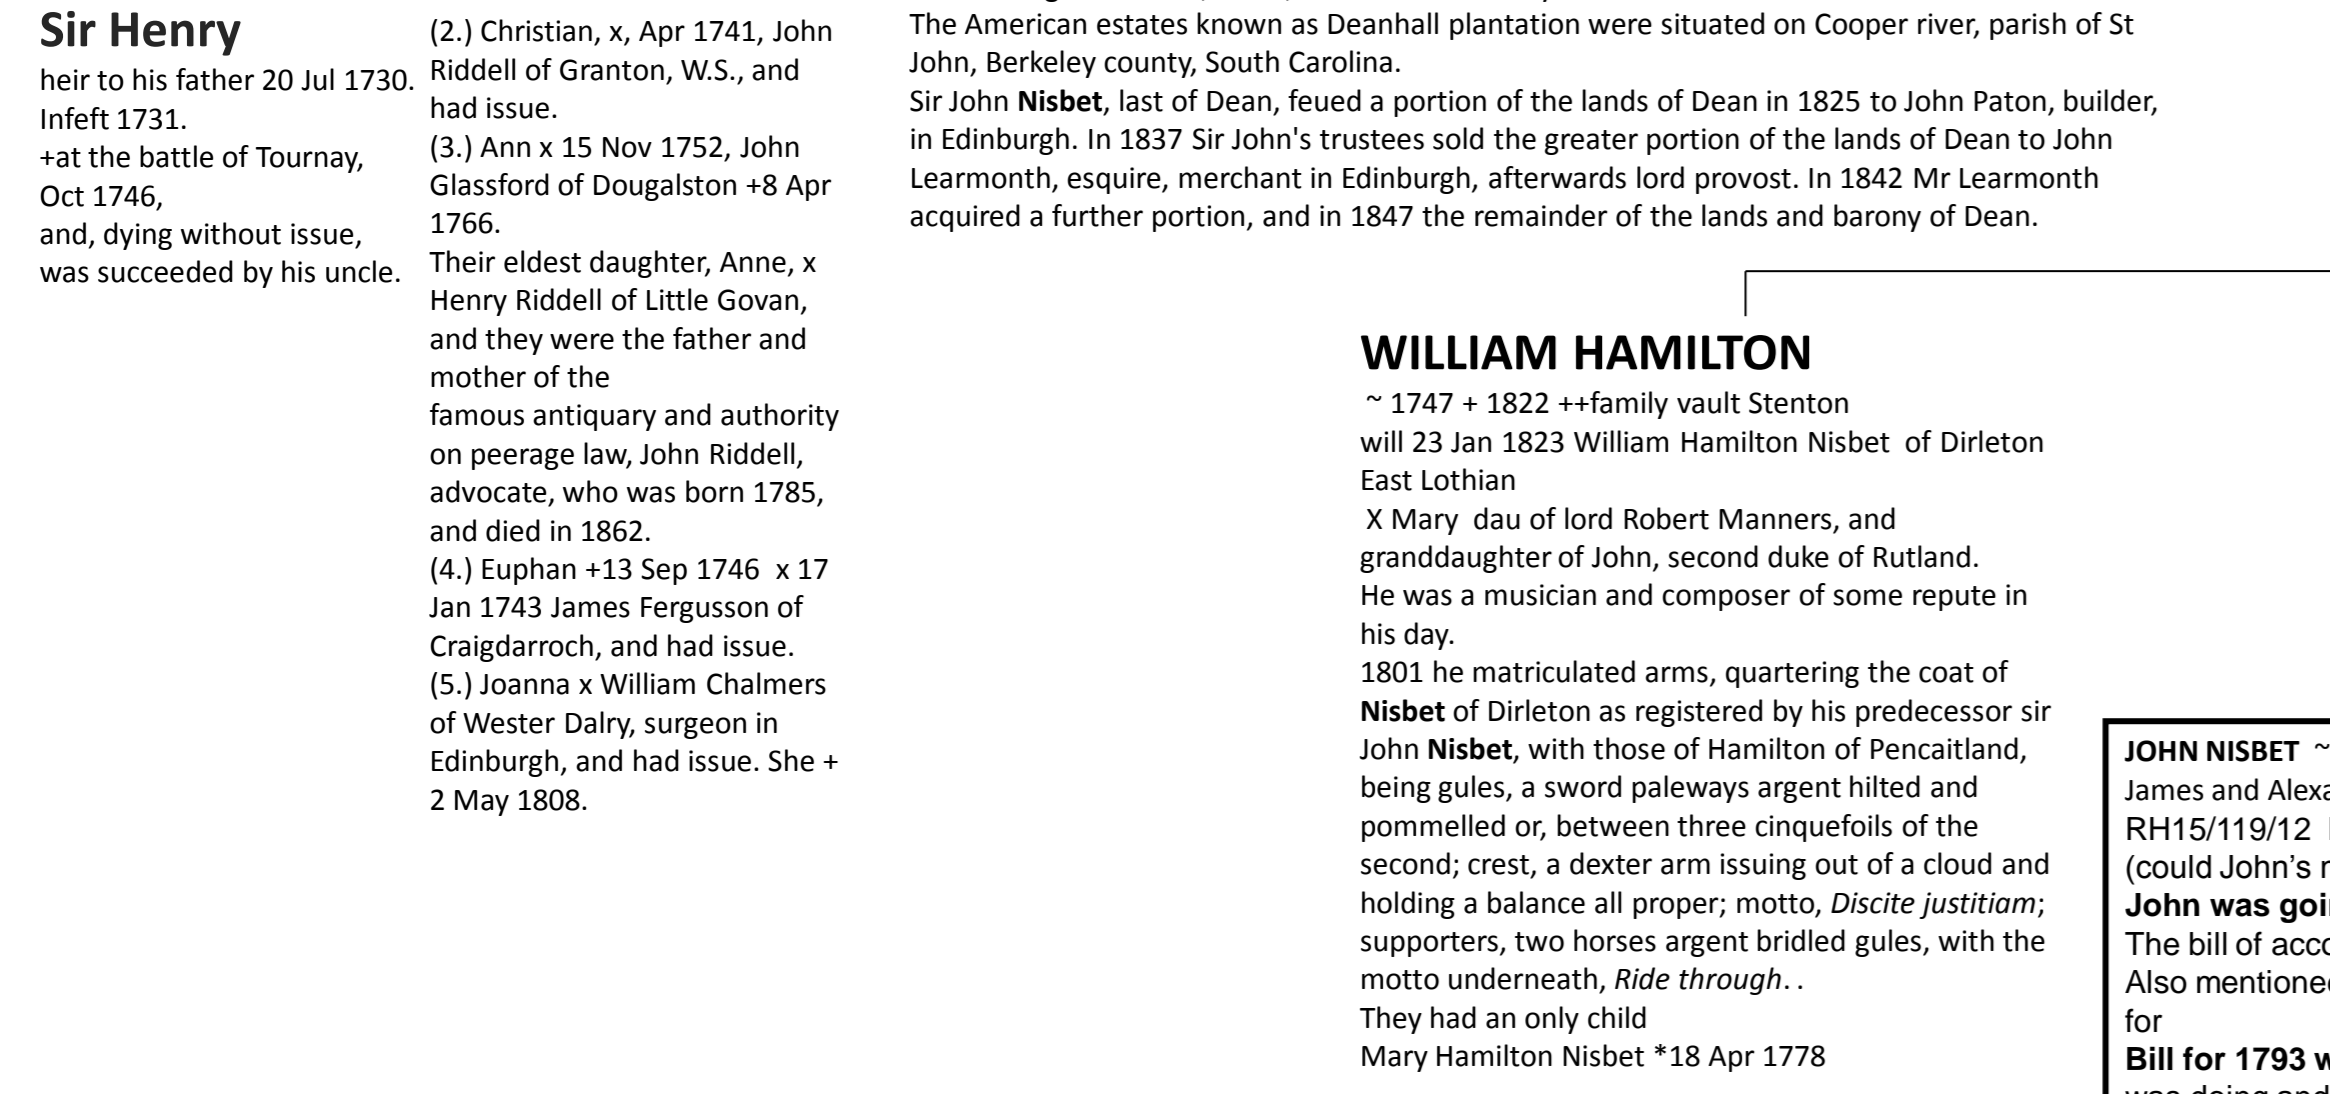 Sir Henry
heir to his father 20 Jul 1730.
Infeft 1731.
+at the battle of Tournay,
Oct 1746,
and, dying without issue,
was succeeded by his uncle.
(2.) Christian, x, Apr 1741, John
Riddell of Granton, W.S., and
had issue.
(3.) Ann x 15 Nov 1752, John
Glassford of Dougalston +8 Apr
1766.
Their eldest daughter, Anne, x
Henry Riddell of Little Govan,
and they were the father and
mother of the
famous antiquary and authority
on peerage law, John Riddell,
advocate, who was born 1785,
and died in 1862.
(4.) Euphan +13 Sep 1746  x 17
Jan 1743 James Fergusson of
Craigdarroch, and had issue.
(5.) Joanna x William Chalmers
of Wester Dalry, surgeon in
Edinburgh, and had issue. She +
2 May 1808.
The American estates known as Deanhall plantation were situated on Cooper river, parish of St
John, Berkeley county, South Carolina.
Sir John Nisbet, last of Dean, feued a portion of the lands of Dean in 1825 to John Paton, builder,
in Edinburgh. In 1837 Sir John's trustees sold the greater portion of the lands of Dean to John
Learmonth, esquire, merchant in Edinburgh, afterwards lord provost. In 1842 Mr Learmonth
acquired a further portion, and in 1847 the remainder of the lands and barony of Dean.
WILLIAM HAMILTON
~ 1747 + 1822 ++family vault Stenton
will 23 Jan 1823 William Hamilton Nisbet  of Dirleton
East Lothian
X Mary  dau of lord Robert Manners, and
granddaughter of John, second duke of Rutland.
He was a musician and composer of some repute in
his day.
1801 he matriculated arms, quartering the coat of
Nisbet of Dirleton as registered by his predecessor sir
John Nisbet, with those of Hamilton of Pencaitland,
being gules, a sword paleways argent hilted and
pommelled or, between three cinquefoils of the
second; crest, a dexter arm issuing out of a cloud and
holding a balance all proper; motto, Discite justitiam;
supporters, two horses argent bridled gules, with the
motto underneath, Ride through. .
They had an only child
Mary Hamilton Nisbet *18 Apr 1778
JOHN NISBET ~
James and Alexa
RH15/119/12
(could John's
John was goi
The bill of acco
Also mentione
for
Bill for 1793